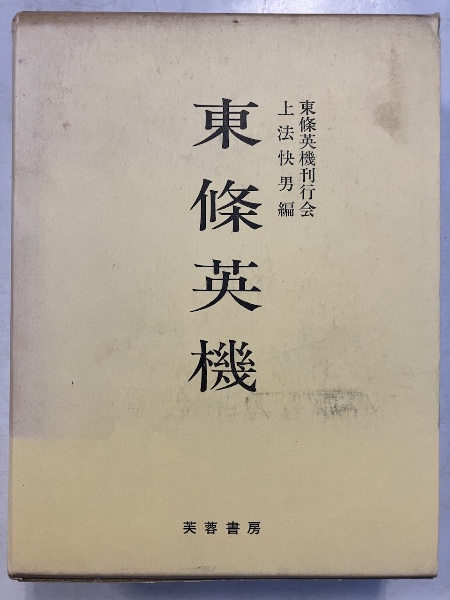 東條英機刊行会
上法快男編
東條英機
芙蓉書房